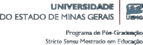 UNIVERSIDADE
DO ESTADO DE MINAS GERAIS
Programa de Pós-Graduação
Stricto Sensu Mestrado em Educação